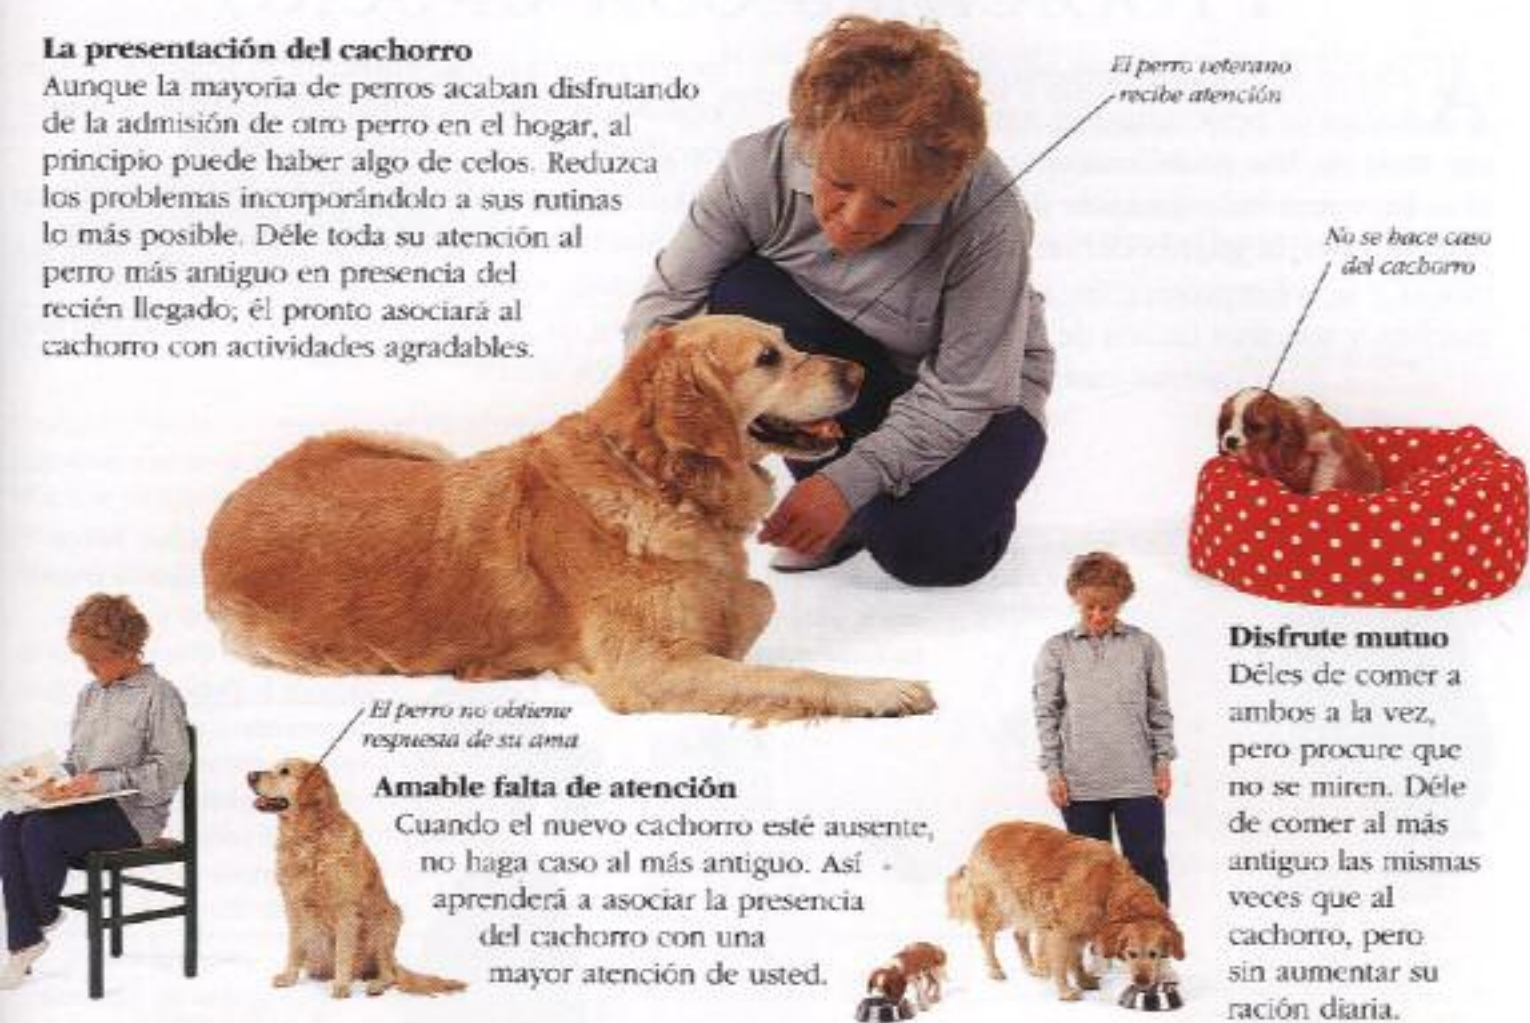 La presentación del cachorro
Aunque la mayoría de perros acaban disfrutando
de la admisión de otro perro en el hogar, al
principio puede haber algo de celos. Reduzca
los problemas incorporándolo a sus rutinas
lo más posible. Déle toda su atención al
perro más antiguo en presencia del
recién llegado; él pronto asociará al
cachorro con actividades agradables.
El perro veterano
recibe atención
No se hace caso
del cachorro
El perro no obtiene
respuesta de su ama
Amable falta de atención
Cuando el nuevo cachorro esté ausente,
no haga caso al más antiguo. Así
aprenderá a asociar la presencia
del cachorro con una
mayor atención de usted.
Disfrute mutuo
Déles de comer a
ambos a la vez,
pero procure que
no se miren. Déle
de comer al más
antiguo las mismas
veces que al
cachorro, pero
sin aumentar su
ración diaria.